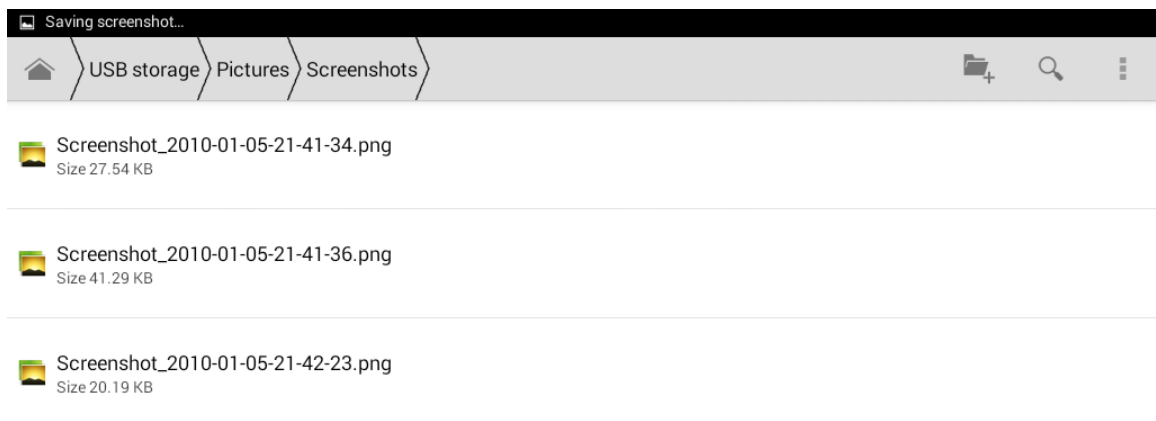 Saving screenshot...
USB storage Pictures Screenshots
Screenshot_2010-01-05-21-41-34.png
Size 27.54 KB
Screenshot_2010-01-05-21-41-36.png
Size 41.29 KB
Screenshot_2010-01-05-21-42-23.png
Size 20.19 KB